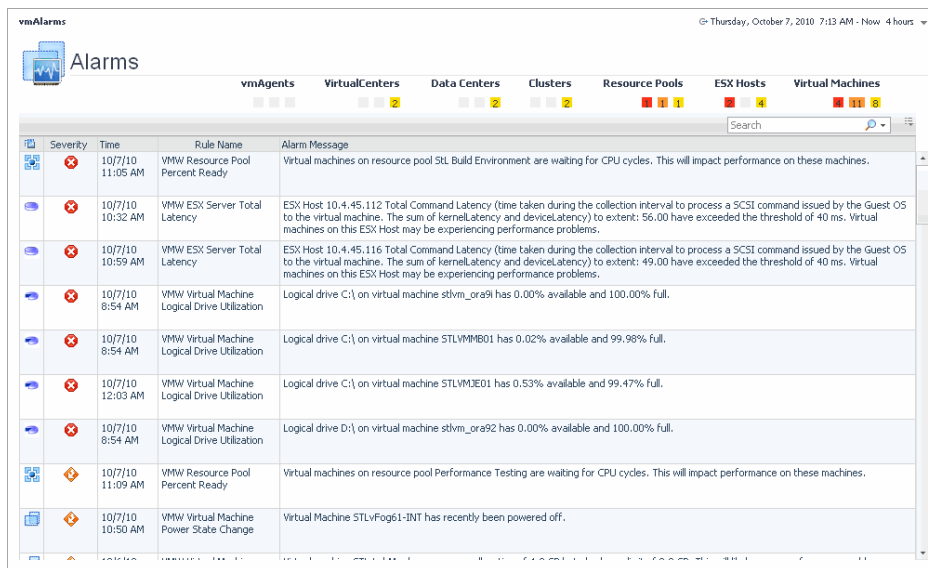 vmAlarms
Thursday, October 7, 2010 7:13 AM - Now 4 hours
Alarms
vmAgents VirtualCenters Data Centers Clusters Resource Pools ESX Hosts Virtual Machines
2 2 2 1 1 1 2 4 4 11 8
Search
Severity Time Rule Name Alarm Message
10/7/10 VMW Resource Pool Virtual machines on resource pool StL Build Environment are waiting for CPU cycles. This will impact performance on these machines.
11:05 AM Percent Ready
10/7/10 VMW ESX Server Total ESX Host 10.4.45.112 Total Command Latency (time taken during the collection interval to process a SCSI command issued by the Guest OS
10:32 AM Latency to the virtual machine. The sum of kernelLatency and deviceLatency) to extent: 56.00 have exceeded the threshold of 40 ms. Virtual
machines on this ESX Host may be experiencing performance problems.
10/7/10 VMW ESX Server Total ESX Host 10.4.45.116 Total Command Latency (time taken during the collection interval to process a SCSI command issued by the Guest OS
10:59 AM Latency to the virtual machine. The sum of kernelLatency and deviceLatency) to extent: 49.00 have exceeded the threshold of 40 ms. Virtual
machines on this ESX Host may be experiencing performance problems.
10/7/10 VMW Virtual Machine Logical drive C:\ on virtual machine stlvm_ora9i has 0.00% available and 100.00% full.
8:54 AM Logical Drive Utilization
10/7/10 VMW Virtual Machine Logical drive C:\ on virtual machine STLVMMB01 has 0.02% available and 99.98% full.
8:54 AM Logical Drive Utilization
10/7/10 VMW Virtual Machine Logical drive C:\ on virtual machine STLVMJE01 has 0.53% available and 99.47% full.
12:03 AM Logical Drive Utilization
10/7/10 VMW Virtual Machine Logical drive D:\ on virtual machine stlvm_ora92 has 0.00% available and 100.00% full.
8:54 AM Logical Drive Utilization
10/7/10 VMW Resource Pool Virtual machines on resource pool Performance Testing are waiting for CPU cycles. This will impact performance on these machines.
11:09 AM Percent Ready
10/7/10 VMW Virtual Machine Virtual Machine STLvFog61-INT has recently been powered off.
10:50 AM Power State Change